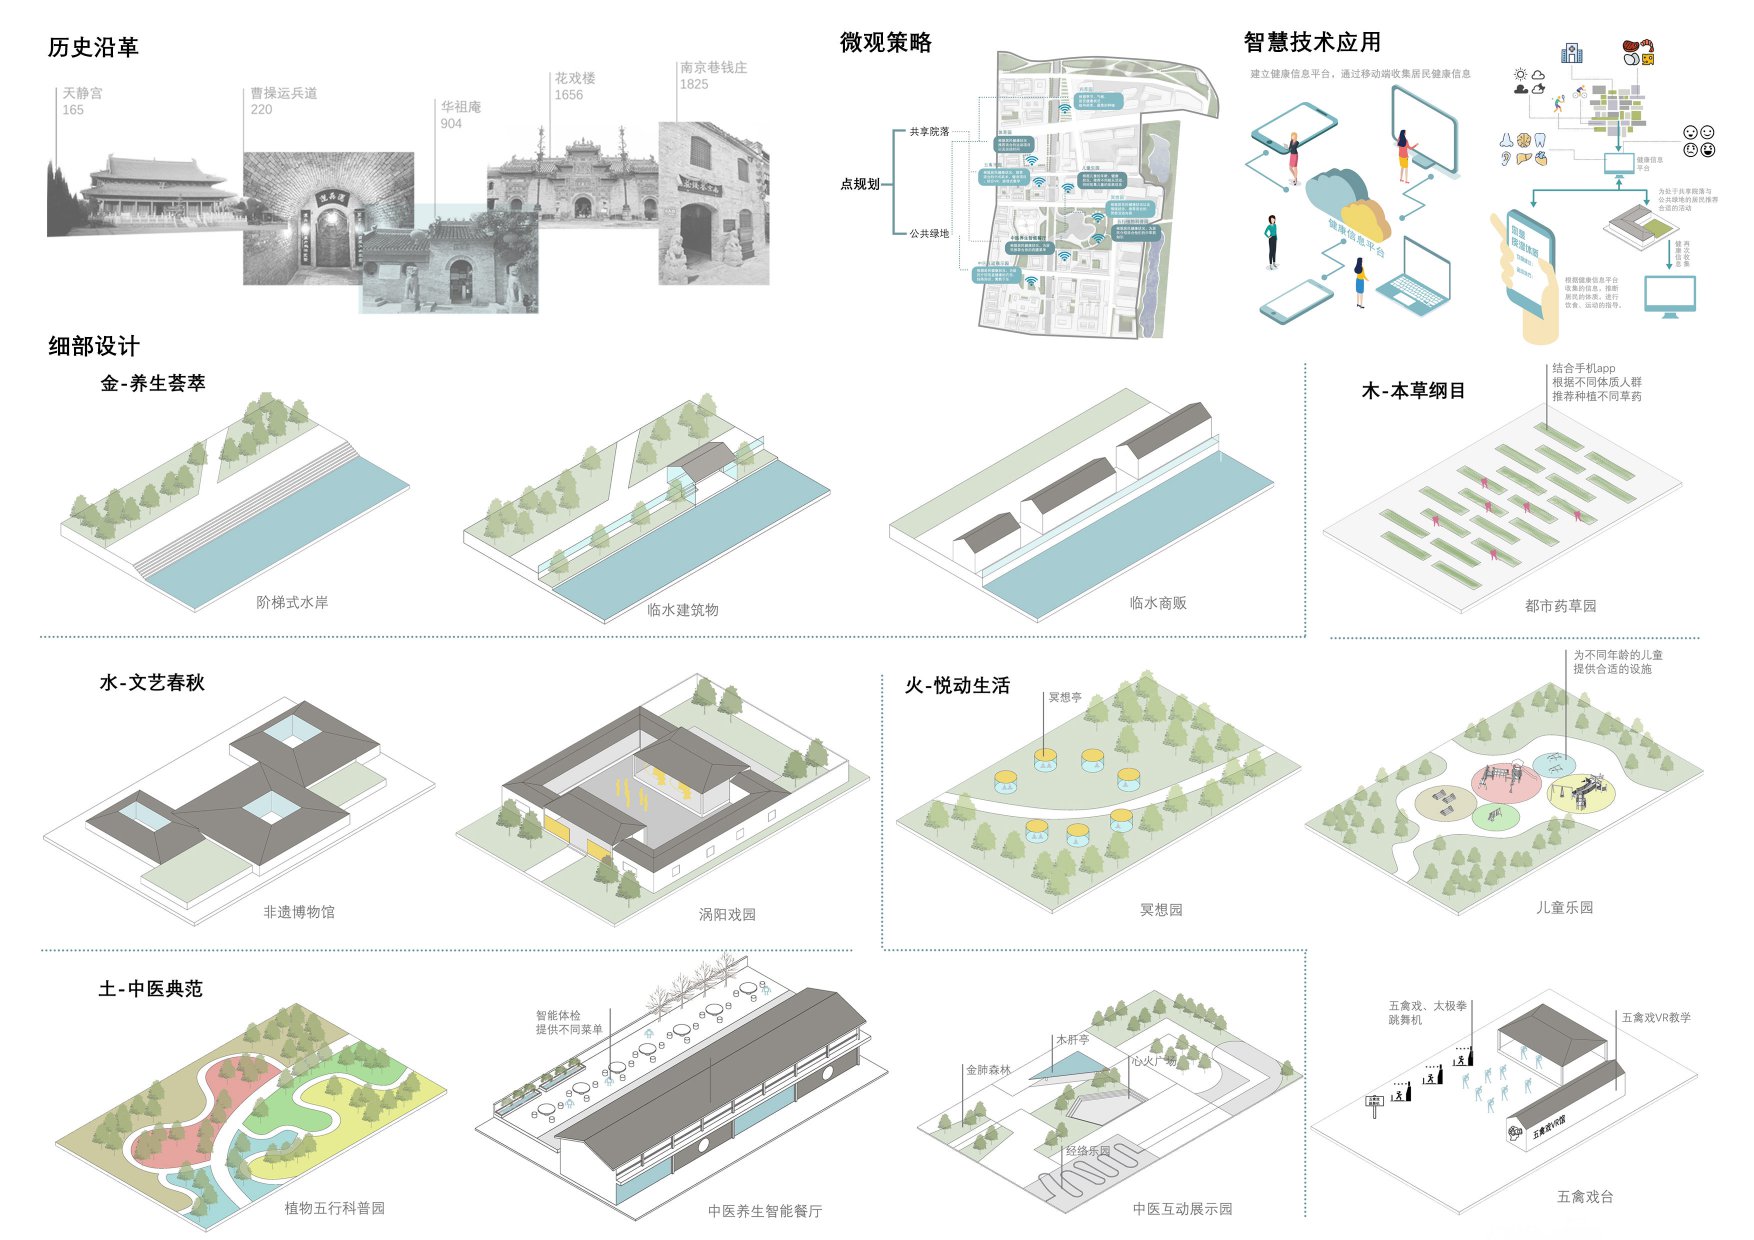 历史沿革
天静宫
165
曹操运兵道
220
华祖庵
904
花戏楼
1656
南京巷钱庄
1825
微观策略
点规划
共享院落
公共绿地
智慧技术应用
建立健康信息平台，通过移动端收集居民健康信息
健康信息平台
健康信息
平台
为处于共享院落与
公共绿地的居民推荐
合适的活动
根据健康信息平台
收集的信息，推断
居民的体质，进行
饮食、运动的指导。
细部设计
金-养生荟萃
阶梯式水岸
临水建筑物
临水商贩
木-本草纲目
结合手机app
根据不同体质人群
推荐种植不同草药
都市药草园
水-文艺春秋
非遗博物馆
涡阳戏园
火-悦动生活
冥想亭
冥想园
为不同年龄的儿童
提供合适的设施
儿童乐园
土-中医典范
植物五行科普园
智能体检
提供不同菜单
中医养生智能餐厅
金肺森林
木肝亭
心火广场
经络乐园
中医互动展示园
五禽戏、太极拳
跳舞机
五禽戏VR教学
五禽戏VR馆
五禽戏台